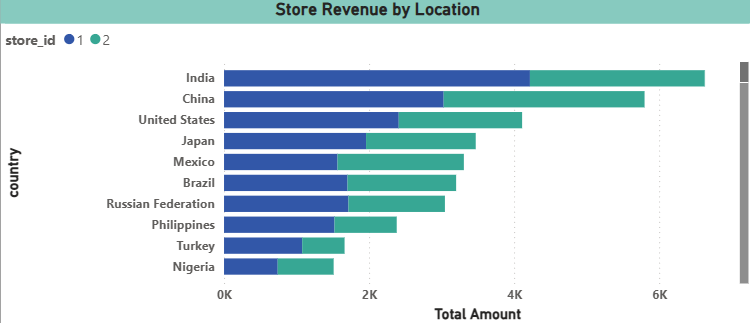 Store Revenue by Location
store_id 1 2
India
China
United States
Japan
Mexico
Brazil
Russian Federation
Philippines
Turkey
Nigeria
country
0K 2K 4K 6K
Total Amount